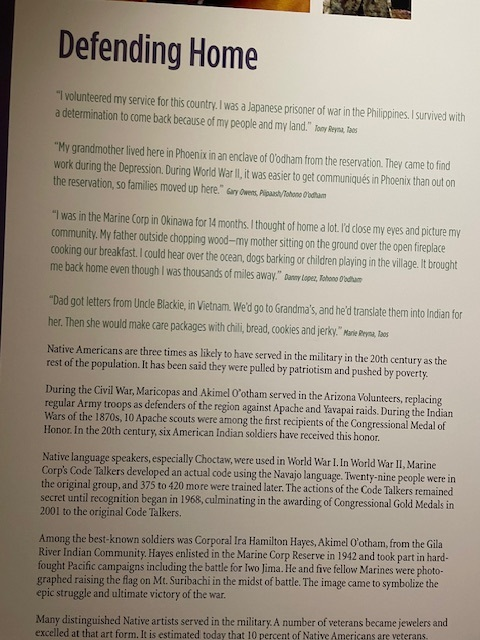 Defending Home
"I volunteered my service for this country. I was a Japanese prisoner of war in the Philippines. I survived with
a determination to come back because of my people and my land." Tony Reyna, Taos
"My grandmother lived here in Phoenix in an enclave of O'odham from the reservation. They came to find
work during the Depression. During World War II, it was easier to get communiqués in Phoenix than out on
the reservation, so families moved up here." Gary Owens, Piipaash/Tohono O'odham
"I was in the Marine Corp in Okinawa for 14 months. I thought of home a lot. I'd close my eyes and picture my
community. My father outside chopping wood—my mother sitting on the ground over the open fireplace
cooking our breakfast. I could hear over the ocean, dogs barking or children playing in the village. It brought
me back home even though I was thousands of miles away." Danny Lopez, Tohono O'odham
"Dad got letters from Uncle Blackie, in Vietnam. We'd go to Grandma's, and he'd translate them into Indian for
her. Then she would make care packages with chili, bread, cookies and jerky." Marie Reyna, Taos
Native Americans are three times as likely to have served in the military in the 20th century as the
rest of the population. It has been said they were pulled by patriotism and pushed by poverty.
During the Civil War, Maricopas and Akimel O'otham served in the Arizona Volunteers, replacing
regular Army troops as defenders of the region against Apache and Yavapai raids. During the Indian
Wars of the 1870s, 10 Apache scouts were among the first recipients of the Congressional Medal of
Honor. In the 20th century, six American Indian soldiers have received this honor.
Native language speakers, especially Choctaw, were used in World War I. In World War II, Marine
Corp's Code Talkers developed an actual code using the Navajo language. Twenty-nine people were in
the original group, and 375 to 420 more were trained later. The actions of the Code Talkers remained
secret until recognition began in 1968, culminating in the awarding of Congressional Gold Medals in
2001 to the original Code Talkers.
Among the best-known soldiers was Corporal Ira Hamilton Hayes, Akimel O'otham, from the Gila
River Indian Community. Hayes enlisted in the Marine Corp Reserve in 1942 and took part in hard-
fought Pacific campaigns including the battle for Iwo Jima. He and five fellow Marines were photo-
graphed raising the flag on Mt. Suribachi in the midst of battle. The image came to symbolize the
epic struggle and ultimate victory of the war.
Many distinguished Native artists served in the military. A number of veterans became jewelers and
excelled at that art form. It is estimated today that 10 percent of Native Americans are veterans.